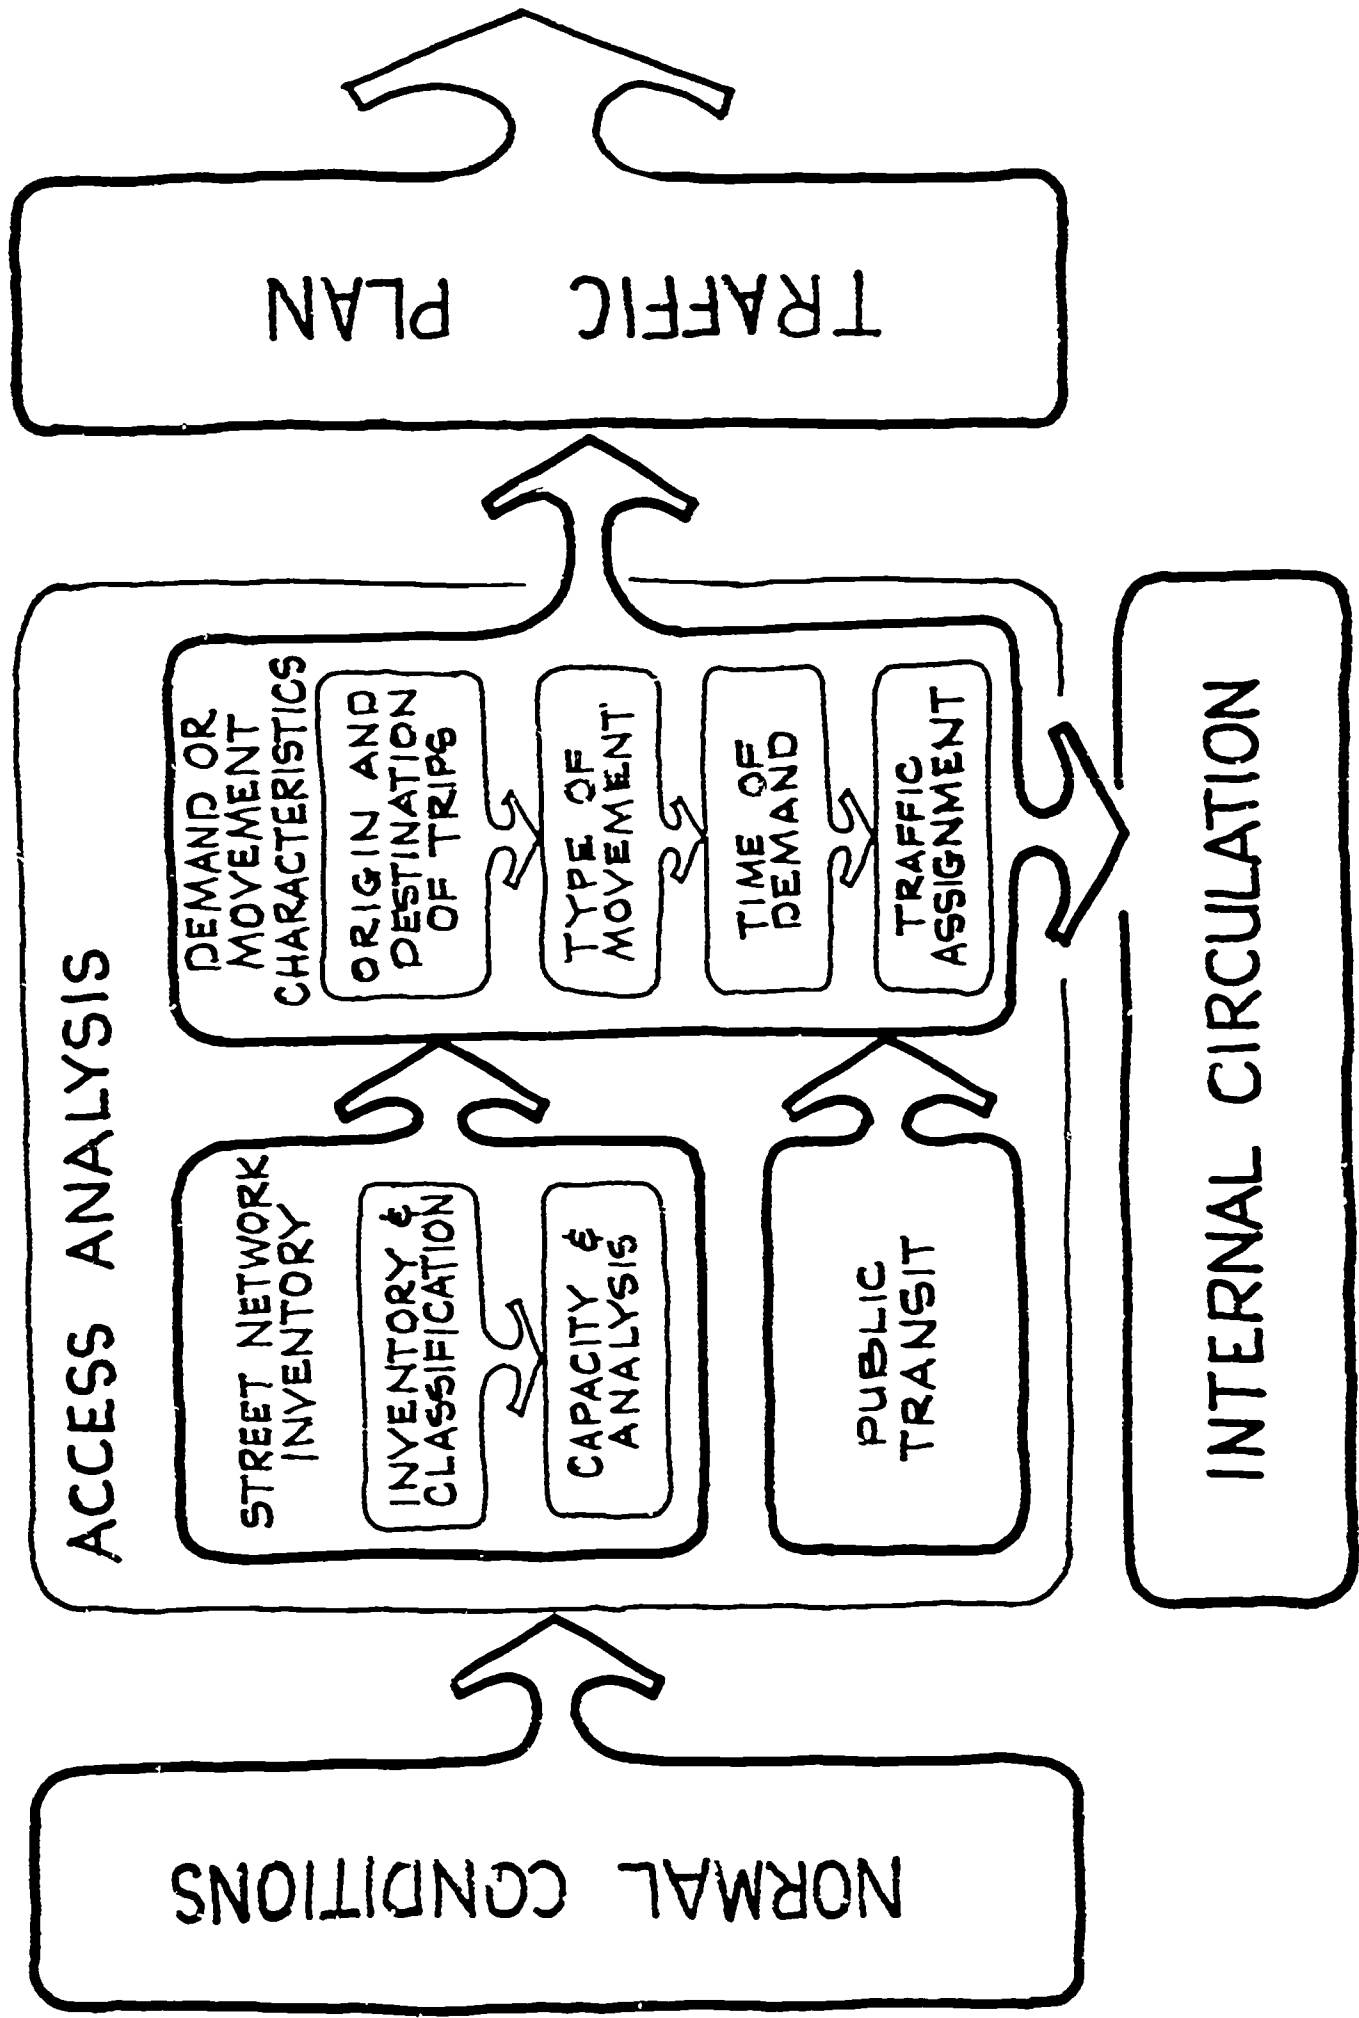 NORMAL CONDITIONS
ACCESS ANALYSIS
STREET NETWORK
INVENTORY
INVENTORY &
CLASSIFICATION
CAPACITY &
ANALYSIS
PUBLIC
TRANSIT
DEMAND OR
MOVEMENT
CHARACTERISTICS
ORIGIN AND
DESTINATION
OF TRIPS
TYPE OF
MOVEMENT
TIME OF
DEMAND
TRAFFIC
ASSIGNMENT
INTERNAL CIRCULATION
TRAFFIC PLAN